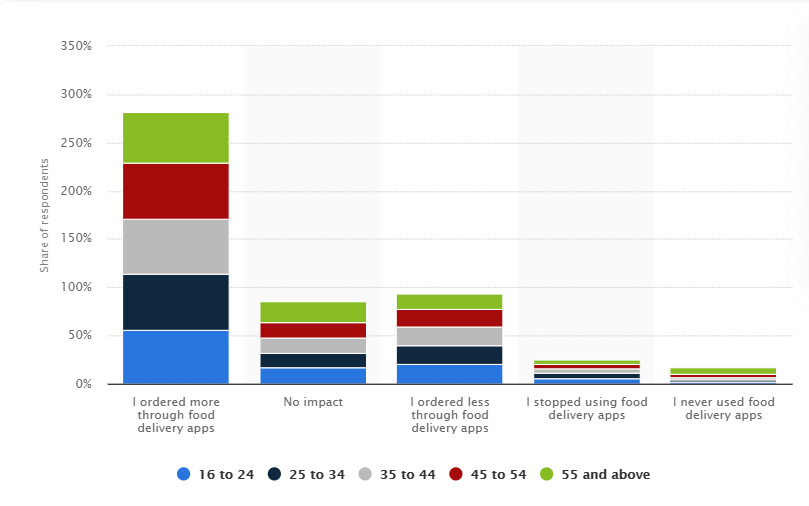 350%
300%
250%
200%
150%
100%
50%
0%
Share of respondents
I ordered more
through food
delivery apps
No impact
I ordered less
through food
delivery apps
I stopped using food
delivery apps
I never used food
delivery apps
16 to 24 25 to 34 35 to 44 45 to 54 55 and above